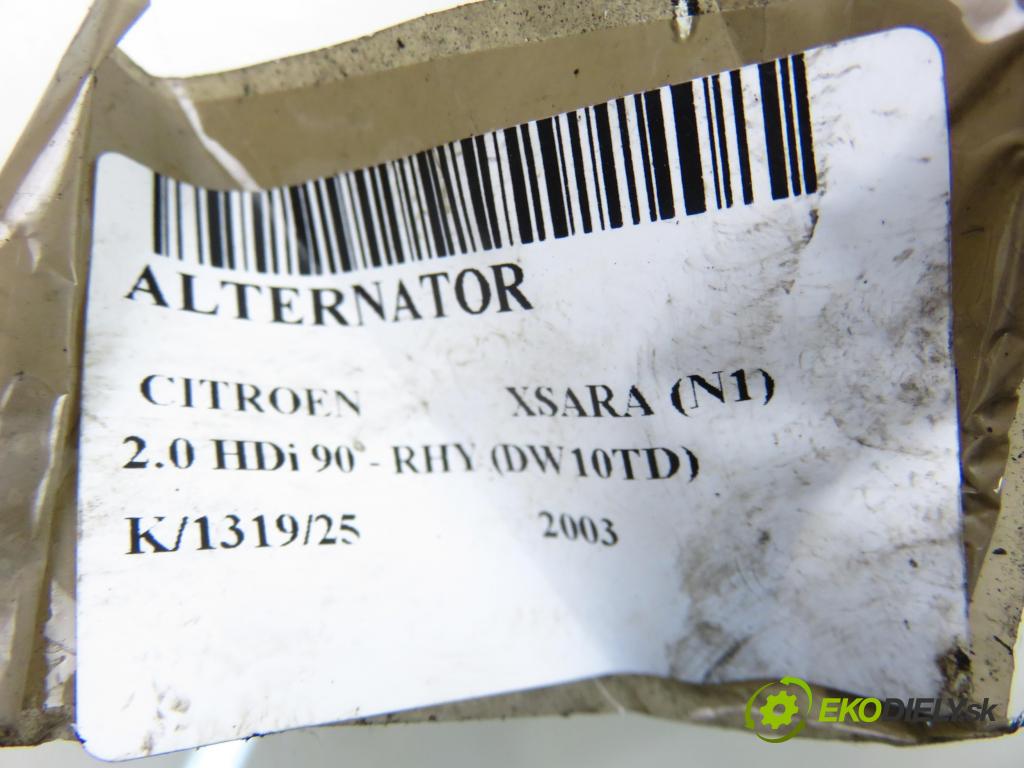 ALTERNATOR
CITROEN XSARA (N1)
2.0 HDi 90 - RHY (DW10TD)
K/1319/25 2003
EKODIELY.sk